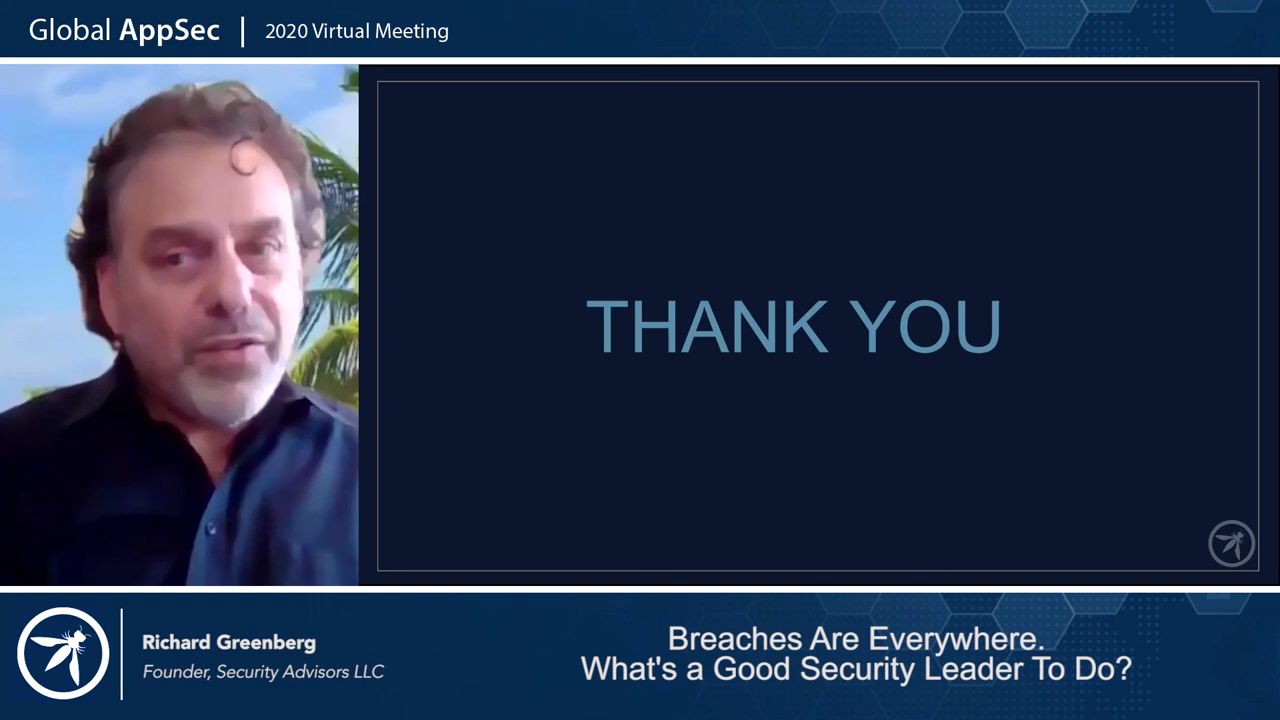 Global AppSec | 2020 Virtual Meeting
THANK YOU
Richard Greenberg
Founder, Security Advisors LLC
Breaches Are Everywhere.
What's a Good Security Leader To Do?